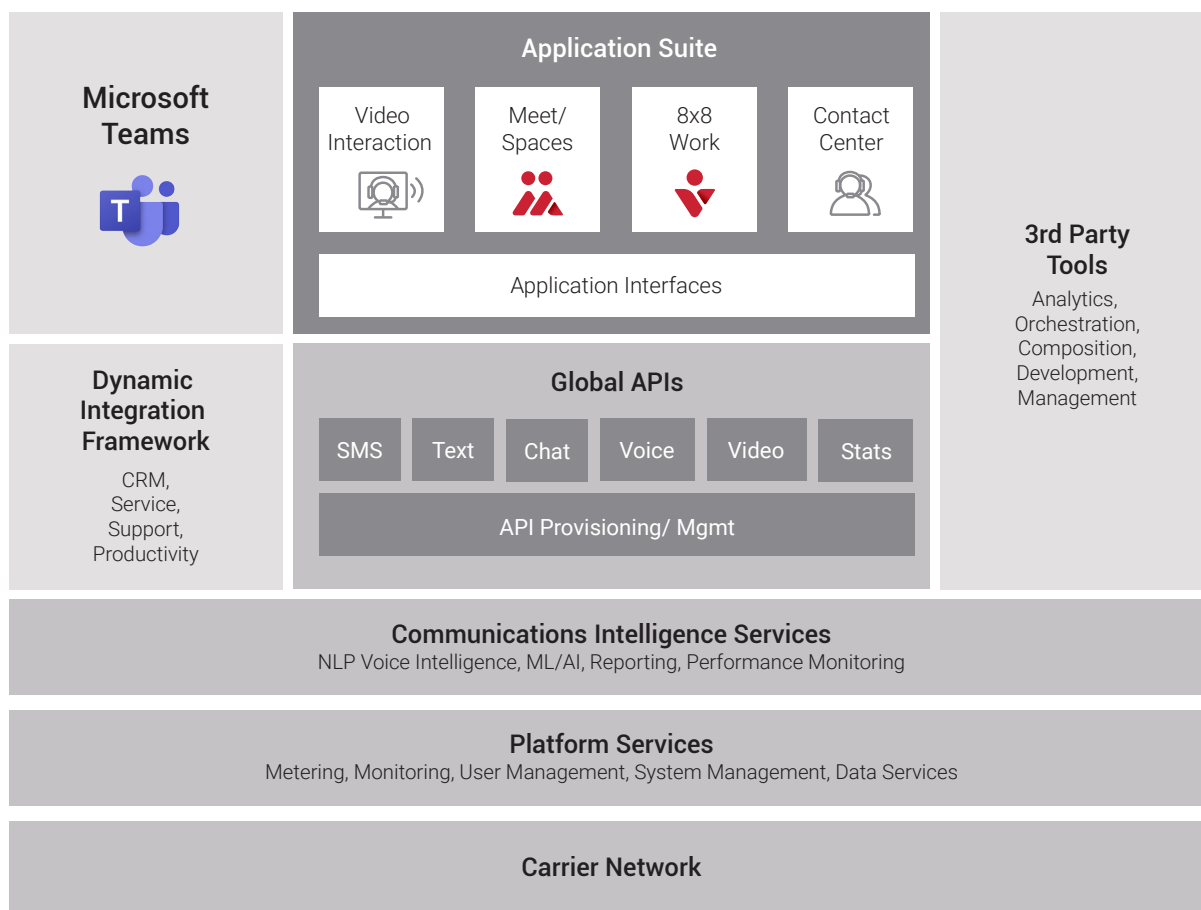 Microsoft
Teams
T
Application Suite
Video
Interaction
Meet/
Spaces
8x8
Work
Contact
Center
Application Interfaces
3rd Party
Tools
Analytics,
Orchestration,
Composition,
Development,
Management
Dynamic
Integration
Framework
CRM,
Service,
Support,
Productivity
Global APIs
SMS
Text
Chat
Voice
Video
Stats
API Provisioning/ Mgmt
Communications Intelligence Services
NLP Voice Intelligence, ML/AI, Reporting, Performance Monitoring
Platform Services
Metering, Monitoring, User Management, System Management, Data Services
Carrier Network